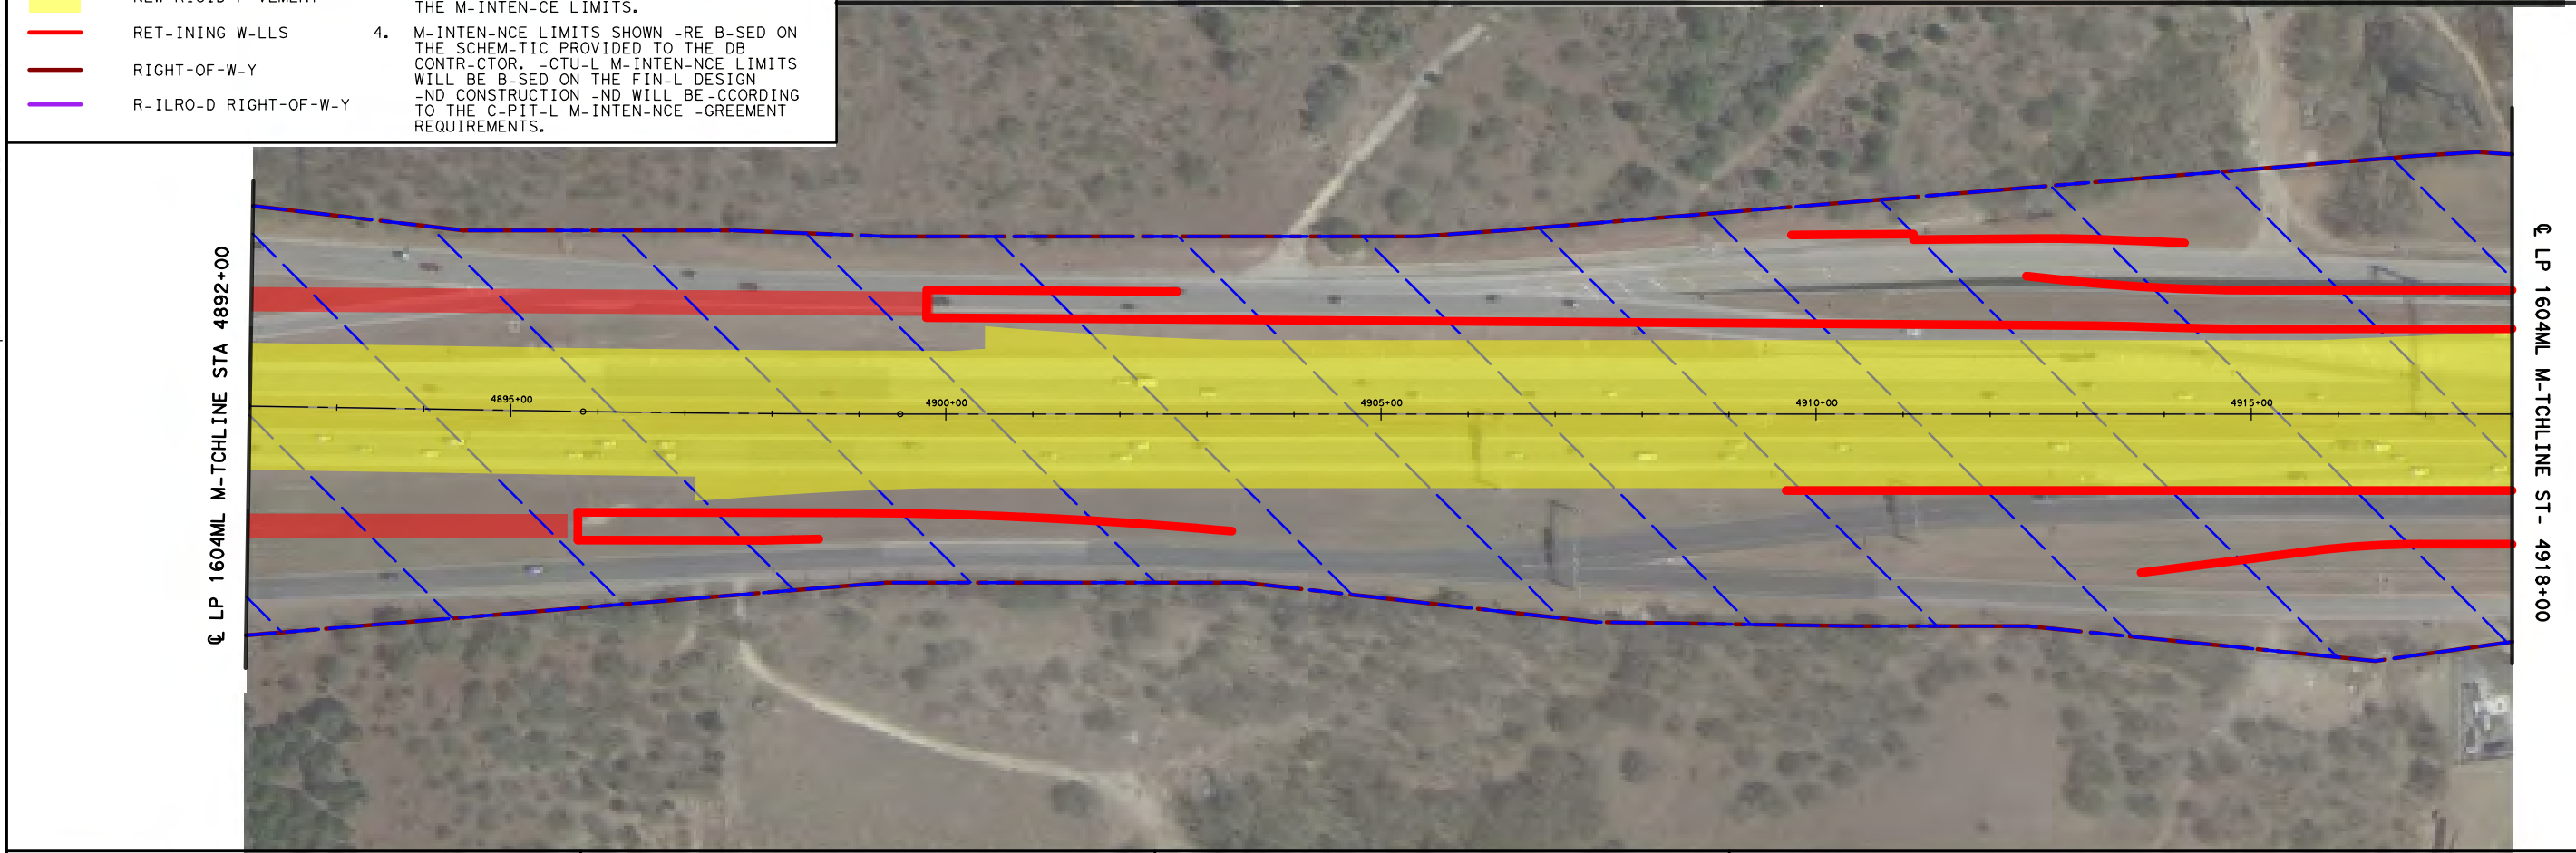 NEW RIGID P-VEMENT
RET-INING W-LLS
RIGHT-OF-W-Y
R-ILRO-D RIGHT-OF-W-Y
THE M-INTEN-CE LIMITS.
4. M-INTEN-NCE LIMITS SHOWN -RE B-SED ON
THE SCHEM-TIC PROVIDED TO THE DB
CONTR-CTOR. -CTU-L M-INTEN-NCE LIMITS
WILL BE B-SED ON THE FIN-L DESIGN
-ND CONSTRUCTION -ND WILL BE-CCORDING
TO THE C-PIT-L M-INTEN-NCE -GREEMENT
REQUIREMENTS.
℄ LP 1604ML M-TCHLINE STA 4892+00
4895+00
4900+00
4905+00
4910+00
4915+00
℄ LP 1604ML M-TCHLINE ST- 4918+00